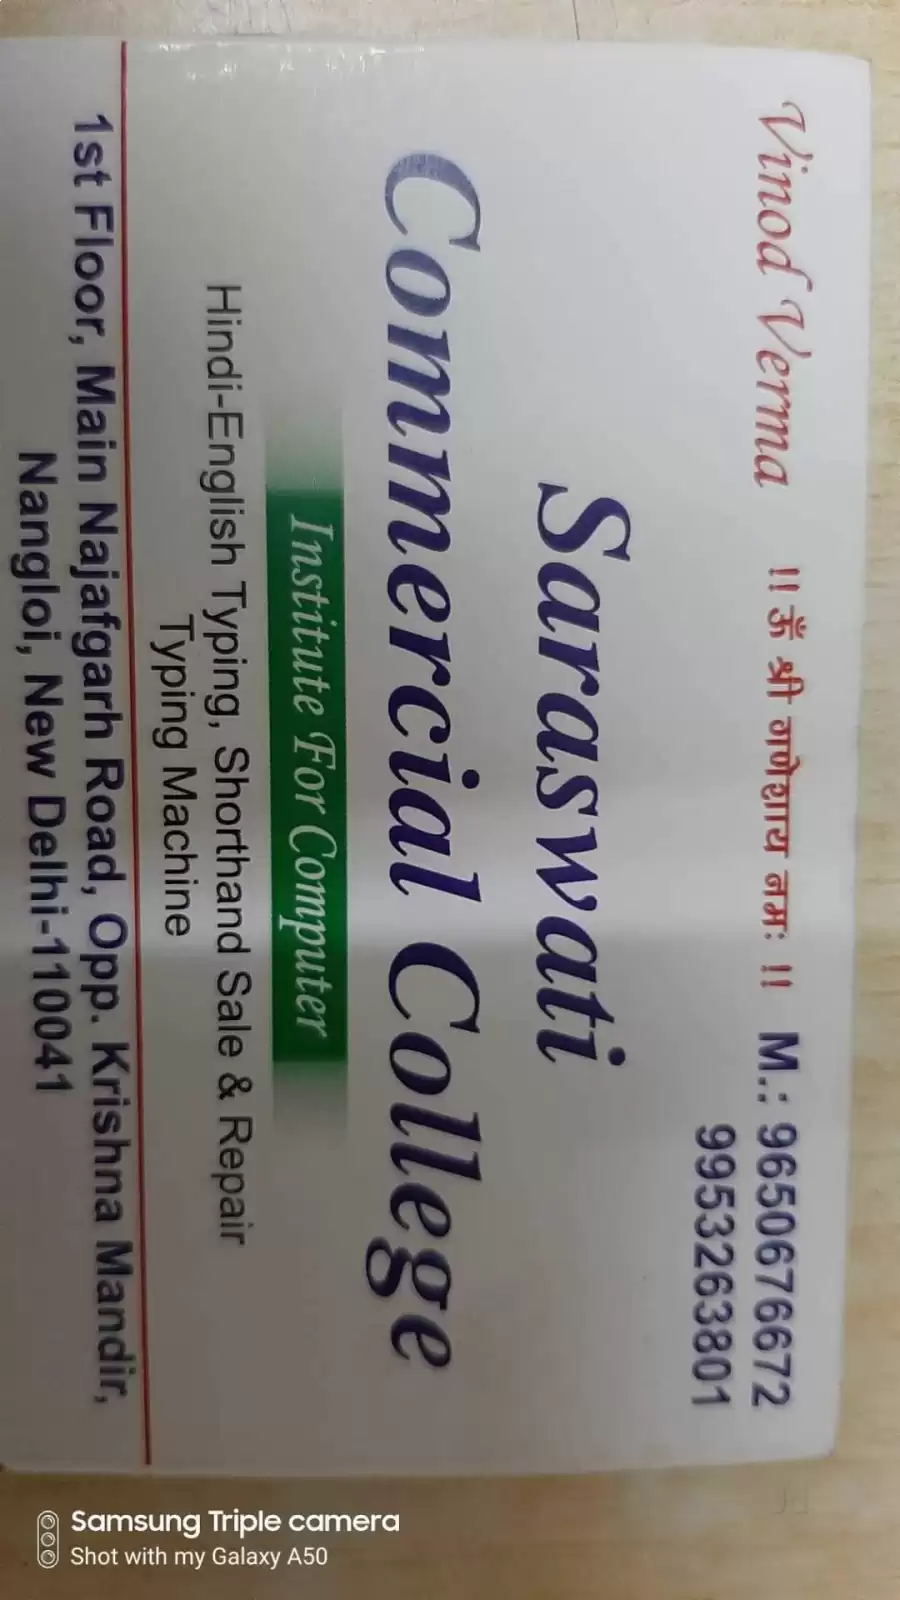 Vinod Verma
!! ॐ श्री गणेशाय नमः !!
M.: 9650676672
9953263801
Saraswati
Commercial College
Institute For Computer
Hindi-English Typing, Shorthand Sale & Repair
Typing Machine
1st Floor, Main Najafgarh Road, Opp. Krishna Mandir,
Nangloi, New Delhi-110041
Samsung Triple camera
Shot with my Galaxy A50